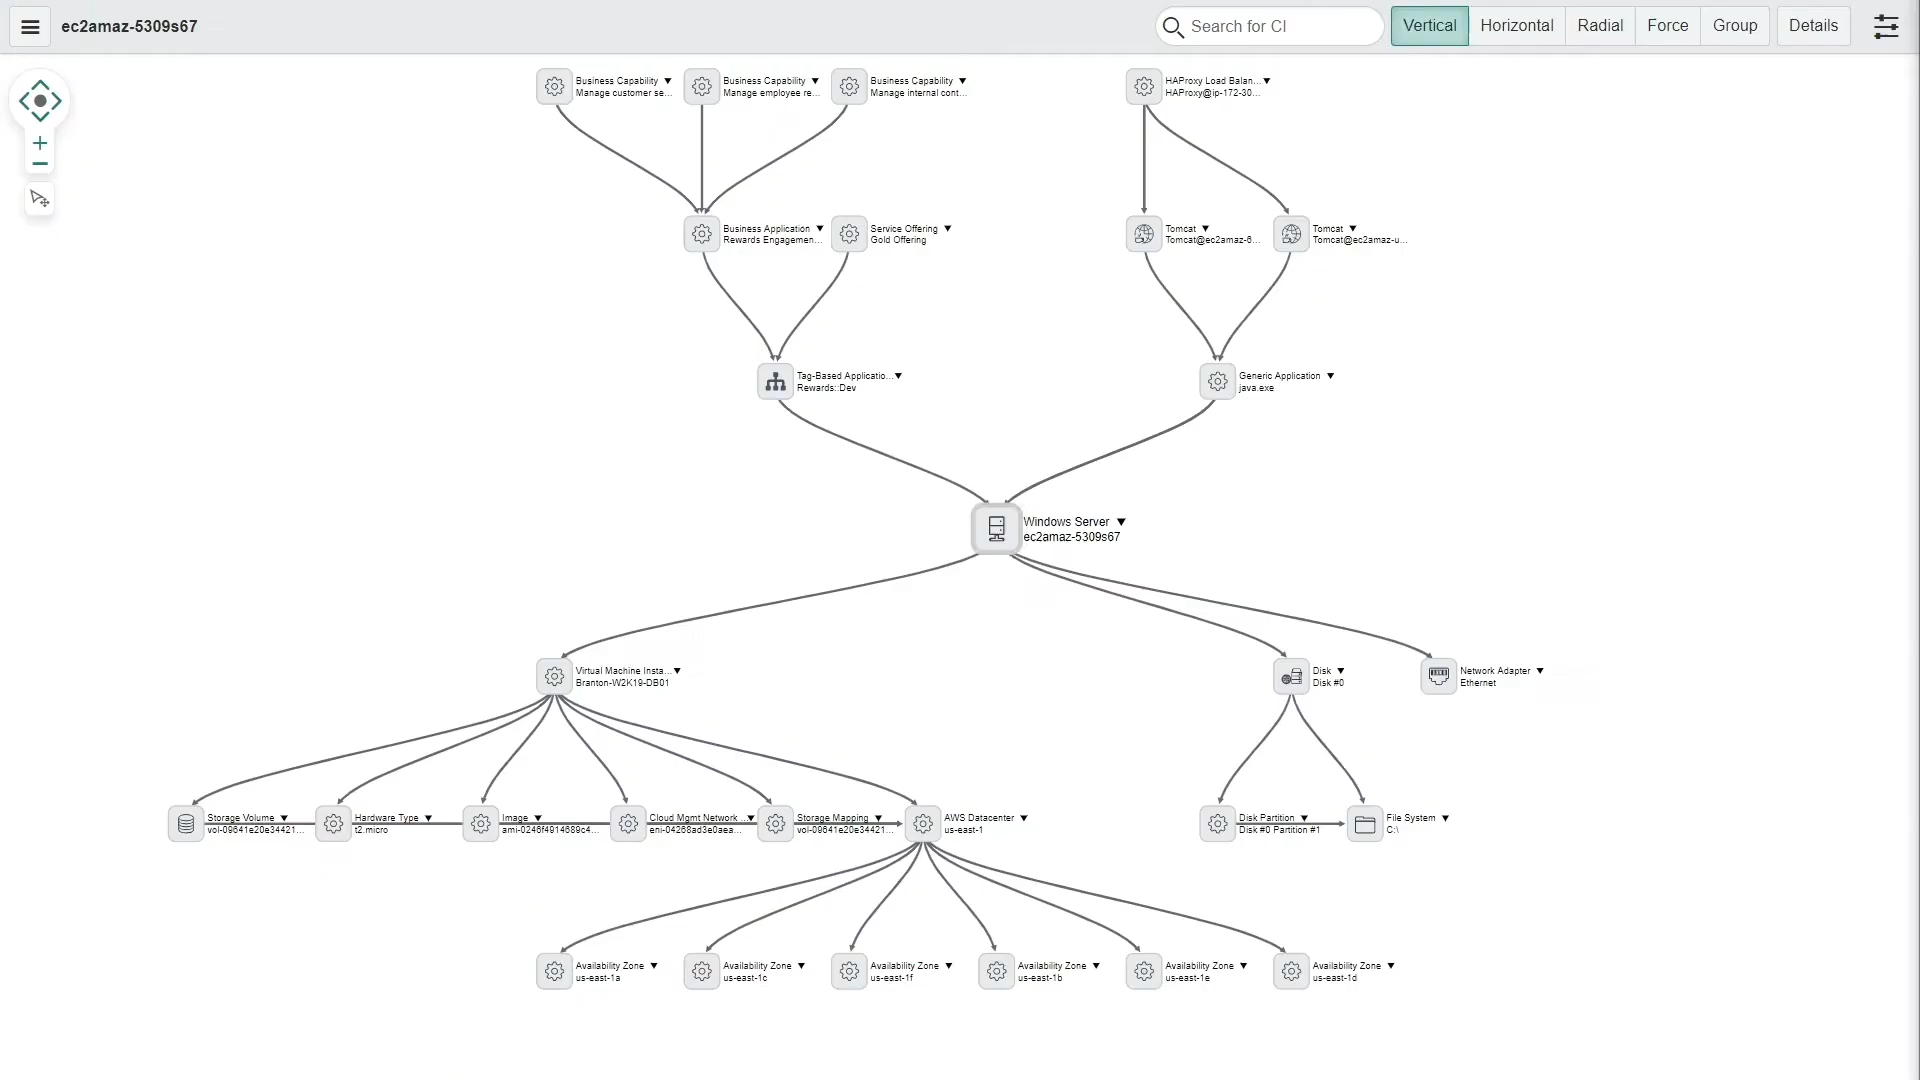 ec2amaz-5309s67
Search for CI
Vertical
Horizontal
Radial
Force
Group
Details
Business Capability
Manage customer se...
Business Capability
Manage employee re...
Business Capability
Manage internal cont...
HAProxy Load Balan...
HAProxy@ip-172-30...
Business Application
Rewards Engagemen...
Service Offering
Gold Offering
Tomcat
Tomcat@ec2amaz-6...
Tomcat
Tomcat@ec2amaz-u...
Tag-Based Applicatio...
Rewards::Dev
Generic Application
java.exe
Windows Server
ec2amaz-5309s67
Virtual Machine Insta...
Branton-W2K19-DB01
Disk
Disk #0
Network Adapter
Ethernet
Storage Volume
vol-09641e20e34421...
Hardware Type
t2.micro
Image
ami-0246f4914689c4...
Cloud Mgmt Network ...
eni-04268ad3e0aea...
Storage Mapping
vol-09641e20e34421...
AWS Datacenter
us-east-1
Disk Partition
Disk #0 Partition #1
File System
C:\
Availability Zone
us-east-1a
Availability Zone
us-east-1c
Availability Zone
us-east-1f
Availability Zone
us-east-1b
Availability Zone
us-east-1e
Availability Zone
us-east-1d